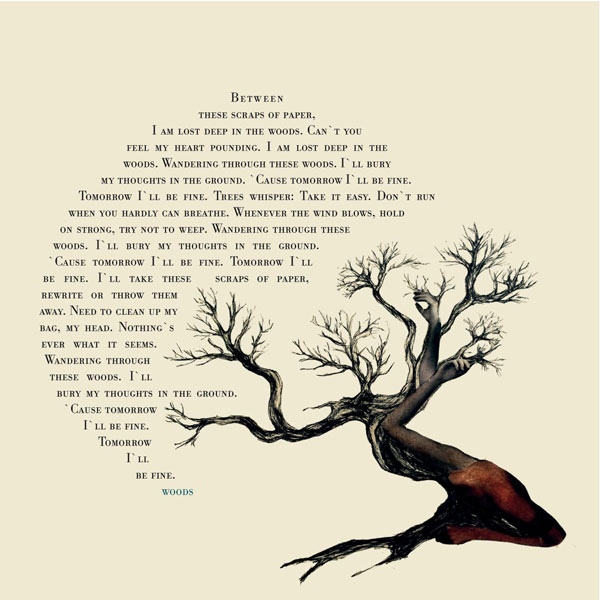 Between
these scraps of paper,
I am lost deep in the woods. Can`t you
feel my heart pounding. I am lost deep in the
woods. Wandering through these woods. I`ll bury
my thoughts in the ground. `Cause tomorrow I`ll be fine.
Tomorrow I`ll be fine. Trees whisper: Take it easy. Don`t run
when you hardly can breathe. Whenever the wind blows, hold
on strong, try not to weep. Wandering through these
woods. I`ll bury my thoughts in the ground.
`Cause tomorrow I`ll be fine. Tomorrow I`ll
be fine. I`ll take these scraps of paper,
rewrite or throw them
away. Need to clean up my
bag, my head. Nothing`s
ever what it seems.
Wandering through
these woods. I`ll
bury my thoughts in the ground.
`Cause tomorrow
I`ll be fine.
Tomorrow
I`ll
be fine.
woods